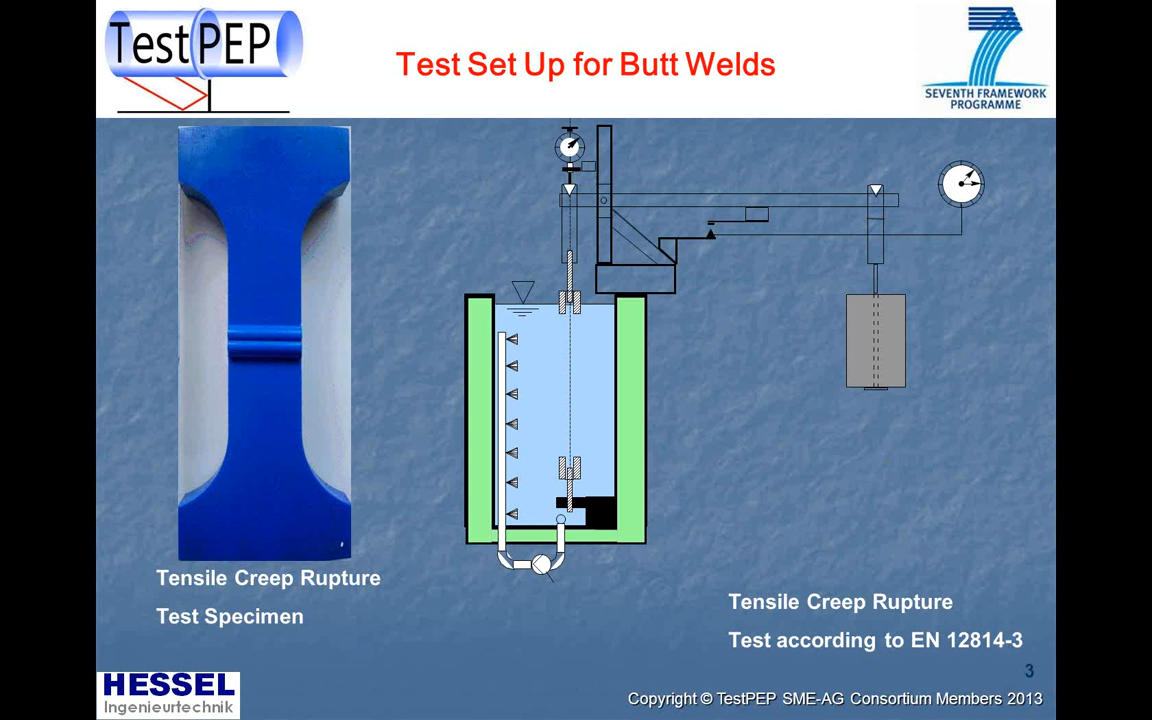 TestPEP
Test Set Up for Butt Welds
SEVENTH FRAMEWORK
PROGRAMME
Tensile Creep Rupture
Test Specimen
Tensile Creep Rupture
Test according to EN 12814-3
3
HESSEL
Ingenieurtechnik
Copyright © TestPEP SME-AG Consortium Members 2013